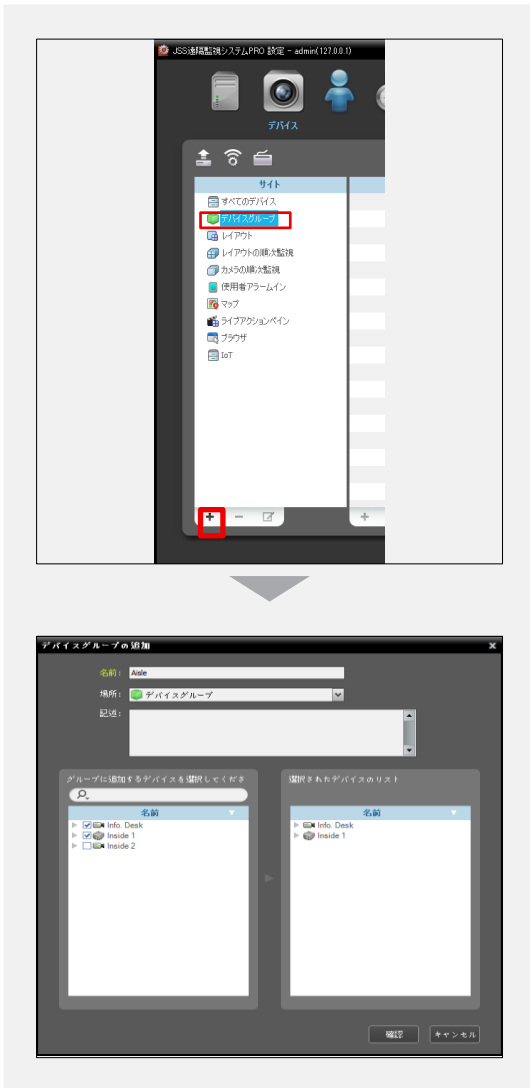 JSS遠隔監視システムPRO 設定 - admin(127.0.0.1)
デバイス
サイト
すべてのデバイス
デバイスグループ
レイアウト
レイアウトの順次監視
カメラの順次監視
使用者アラームイン
マップ
ライブアクションペイン
ブラウザ
IoT
デバイスグループの追加
名前:
Aisle
場所:
デバイスグループ
記述:
グループに追加するデバイスを選択してくださ
名前
Info. Desk
Inside 1
Inside 2
選択されたデバイスのリスト
名前
Info. Desk
Inside 1
確認
キャンセル